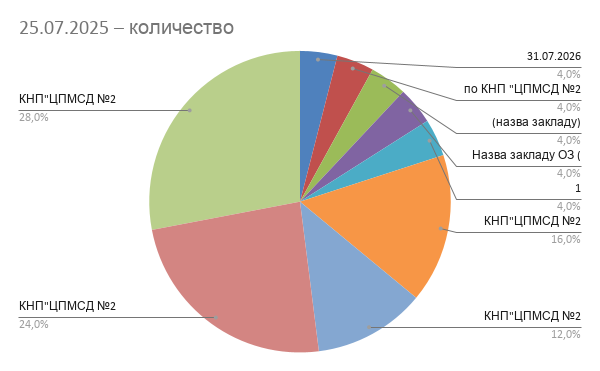 25.07.2025 – количество
31.07.2026
4,0%
по КНП "ЦПМСД №2
4,0%
(назва закладу)
4,0%
Назва закладу ОЗ (
4,0%
1
4,0%
КНП"ЦПМСД №2
16,0%
КНП"ЦПМСД №2
12,0%
КНП"ЦПМСД №2
24,0%
КНП"ЦПМСД №2
28,0%